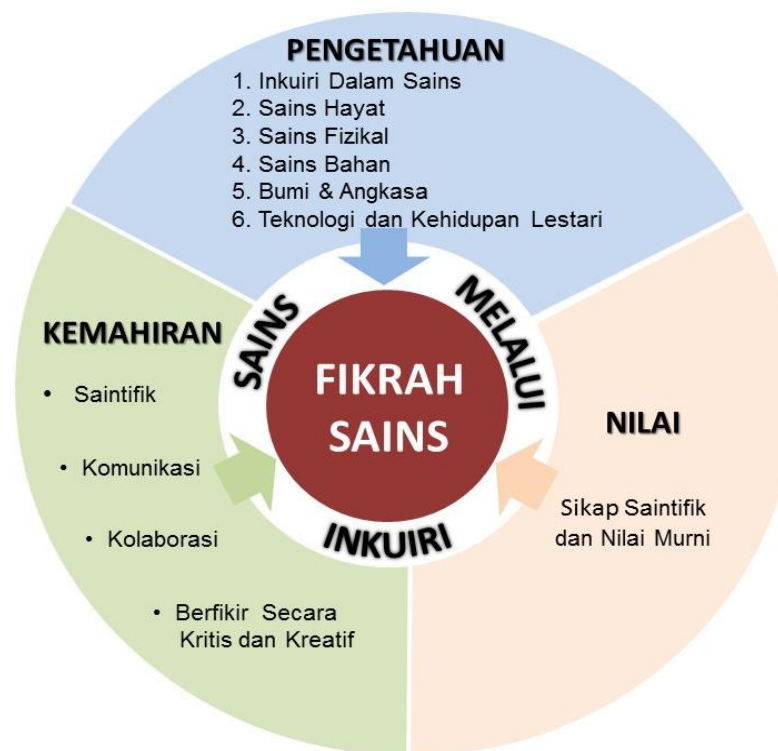 PENGETAHUAN
1. Inkuiri Dalam Sains
2. Sains Hayat
3. Sains Fizikal
4. Sains Bahan
5. Bumi & Angkasa
6. Teknologi dan Kehidupan Lestari
KEMAHIRAN
• Saintifik
• Komunikasi
• Kolaborasi
• Berfikir Secara
Kritis dan Kreatif
SAINS
MELALUI
INKUIRI
FIKRAH
SAINS
NILAI
Sikap Saintifik
dan Nilai Murni